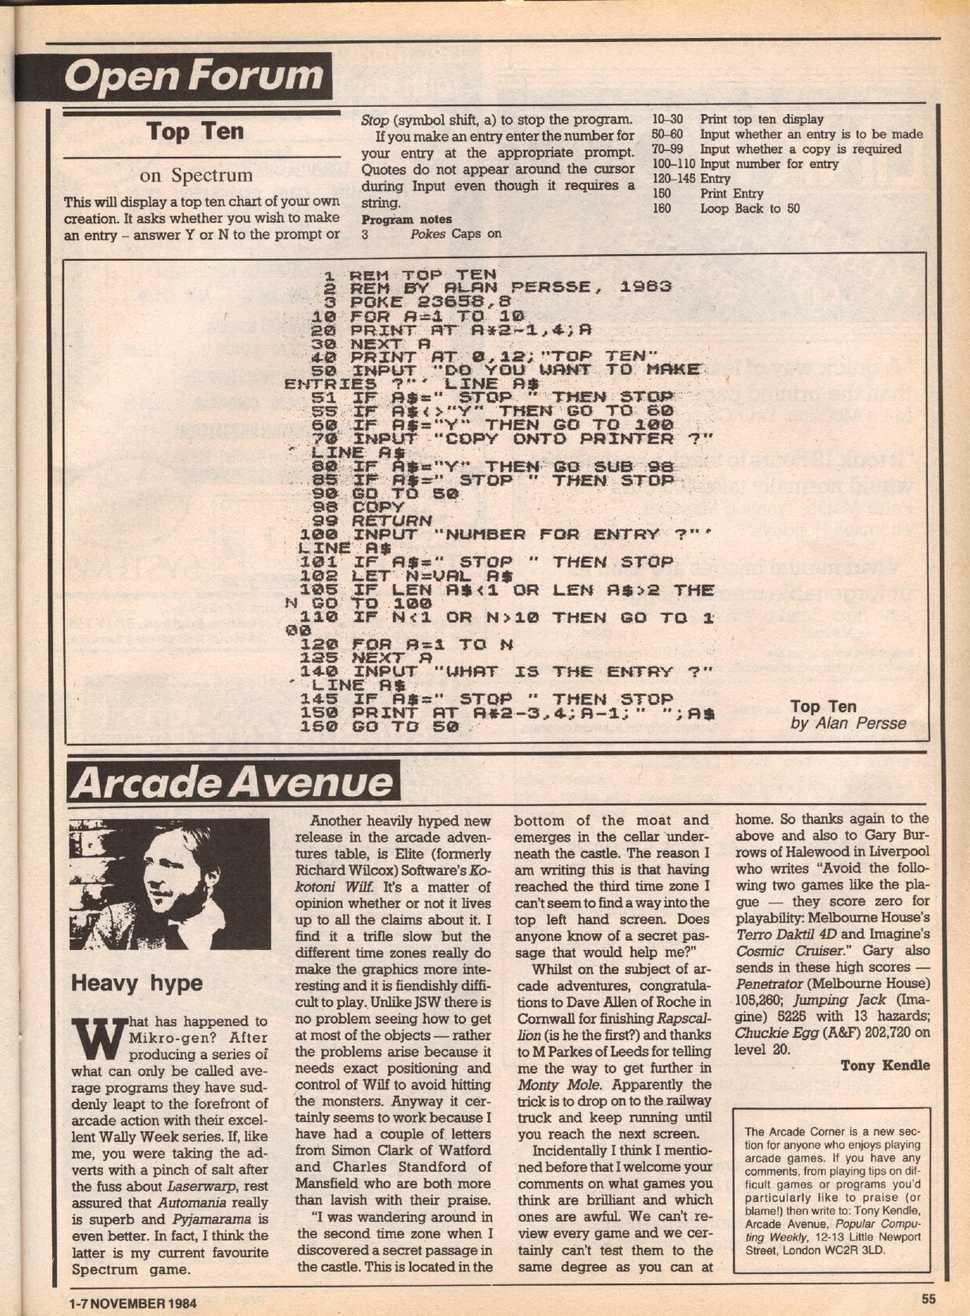 Open Forum
Top Ten
on Spectrum
This will display a top ten chart of your own
creation. It asks whether you wish to make
an entry – answer Y or N to the prompt or
Stop (symbol shift, a) to stop the program.
If you make an entry enter the number for
your entry at the appropriate prompt.
Quotes do not appear around the cursor
during Input even though it requires a
string.
Program notes
3 Pokes Caps on
10–30 Print top ten display
50–60 Input whether an entry is to be made
70–99 Input whether a copy is required
100–110 Input number for entry
120–145 Entry
150 Print Entry
160 Loop Back to 50
1 REM TOP TEN
2 REM BY ALAN PERSSE, 1983
3 POKE 23658,8
10 FOR A=1 TO 10
20 PRINT AT A*2-1,4;A
30 NEXT A
40 PRINT AT 0,12;"TOP TEN"
50 INPUT "DO YOU WANT TO MAKE
ENTRIES ?"' LINE A$
51 IF A$=" STOP " THEN STOP
55 IF A$<>"Y" THEN GO TO 60
60 IF A$="Y" THEN GO TO 100
70 INPUT "COPY ONTO PRINTER ?"
' LINE A$
80 IF A$="Y" THEN GO SUB 98
85 IF A$=" STOP " THEN STOP
90 GO TO 50
98 COPY
99 RETURN
100 INPUT "NUMBER FOR ENTRY ?"'
LINE A$
101 IF A$=" STOP " THEN STOP
102 LET N=VAL A$
105 IF LEN A$<1 OR LEN A$>2 THE
N GO TO 100
110 IF N<1 OR N>10 THEN GO TO 1
00
120 FOR A=1 TO N
125 NEXT A
140 INPUT "WHAT IS THE ENTRY ?"
' LINE A$
145 IF A$=" STOP " THEN STOP
150 PRINT AT A*2-3,4;A-1;" ";A$
160 GO TO 50
Top Ten
by Alan Persse
Arcade Avenue
Heavy hype
What has happened to
Mikro-gen? After
producing a series of
what can only be called ave-
rage programs they have sud-
denly leapt to the forefront of
arcade action with their excel-
lent Wally Week series. If, like
me, you were taking the ad-
verts with a pinch of salt after
the fuss about Laserwarp, rest
assured that Automania really
is superb and Pyjamarama is
even better. In fact, I think the
latter is my current favourite
Spectrum game.
Another heavily hyped new
release in the arcade adven-
tures table, is Elite (formerly
Richard Wilcox) Software's Ko-
kotoni Wilf. It's a matter of
opinion whether or not it lives
up to all the claims about it. I
find it a trifle slow but the
different time zones really do
make the graphics more inte-
resting and it is fiendishly diffi-
cult to play. Unlike JSW there is
no problem seeing how to get
at most of the objects — rather
the problems arise because it
needs exact positioning and
control of Wilf to avoid hitting
the monsters. Anyway it cer-
tainly seems to work because I
have had a couple of letters
from Simon Clark of Watford
and Charles Standford of
Mansfield who are both more
than lavish with their praise.
"I was wandering around in
the second time zone when I
discovered a secret passage in
the castle. This is located in the
bottom of the moat and
emerges in the cellar under-
neath the castle. The reason I
am writing this is that having
reached the third time zone I
can't seem to find a way into the
top left hand screen. Does
anyone know of a secret pas-
sage that would help me?"
Whilst on the subject of ar-
cade adventures, congratula-
tions to Dave Allen of Roche in
Cornwall for finishing Rapscal-
lion (is he the first?) and thanks
to M Parkes of Leeds for telling
me the way to get further in
Monty Mole. Apparently the
trick is to drop on to the railway
truck and keep running until
you reach the next screen.
Incidentally I think I mentio-
ned before that I welcome your
comments on what games you
think are brilliant and which
ones are awful. We can't re-
view every game and we cer-
tainly can't test them to the
same degree as you can at
home. So thanks again to the
above and also to Gary Bur-
rows of Halewood in Liverpool
who writes "Avoid the follo-
wing two games like the pla-
gue — they score zero for
playability: Melbourne House's
Terro Daktil 4D and Imagine's
Cosmic Cruiser." Gary also
sends in these high scores —
Penetrator (Melbourne House)
105,260; Jumping Jack (Ima-
gine) 5225 with 13 hazards;
Chuckie Egg (A&F) 202,720 on
level 20.
Tony Kendle
The Arcade Corner is a new sec-
tion for anyone who enjoys playing
arcade games. If you have any
comments, from playing tips on dif-
ficult games or programs you'd
particularly like to praise (or
blame!) then write to: Tony Kendle,
Arcade Avenue, Popular Compu-
ting Weekly, 12-13 Little Newport
Street, London WC2R 3LD.
1-7 NOVEMBER 1984
55